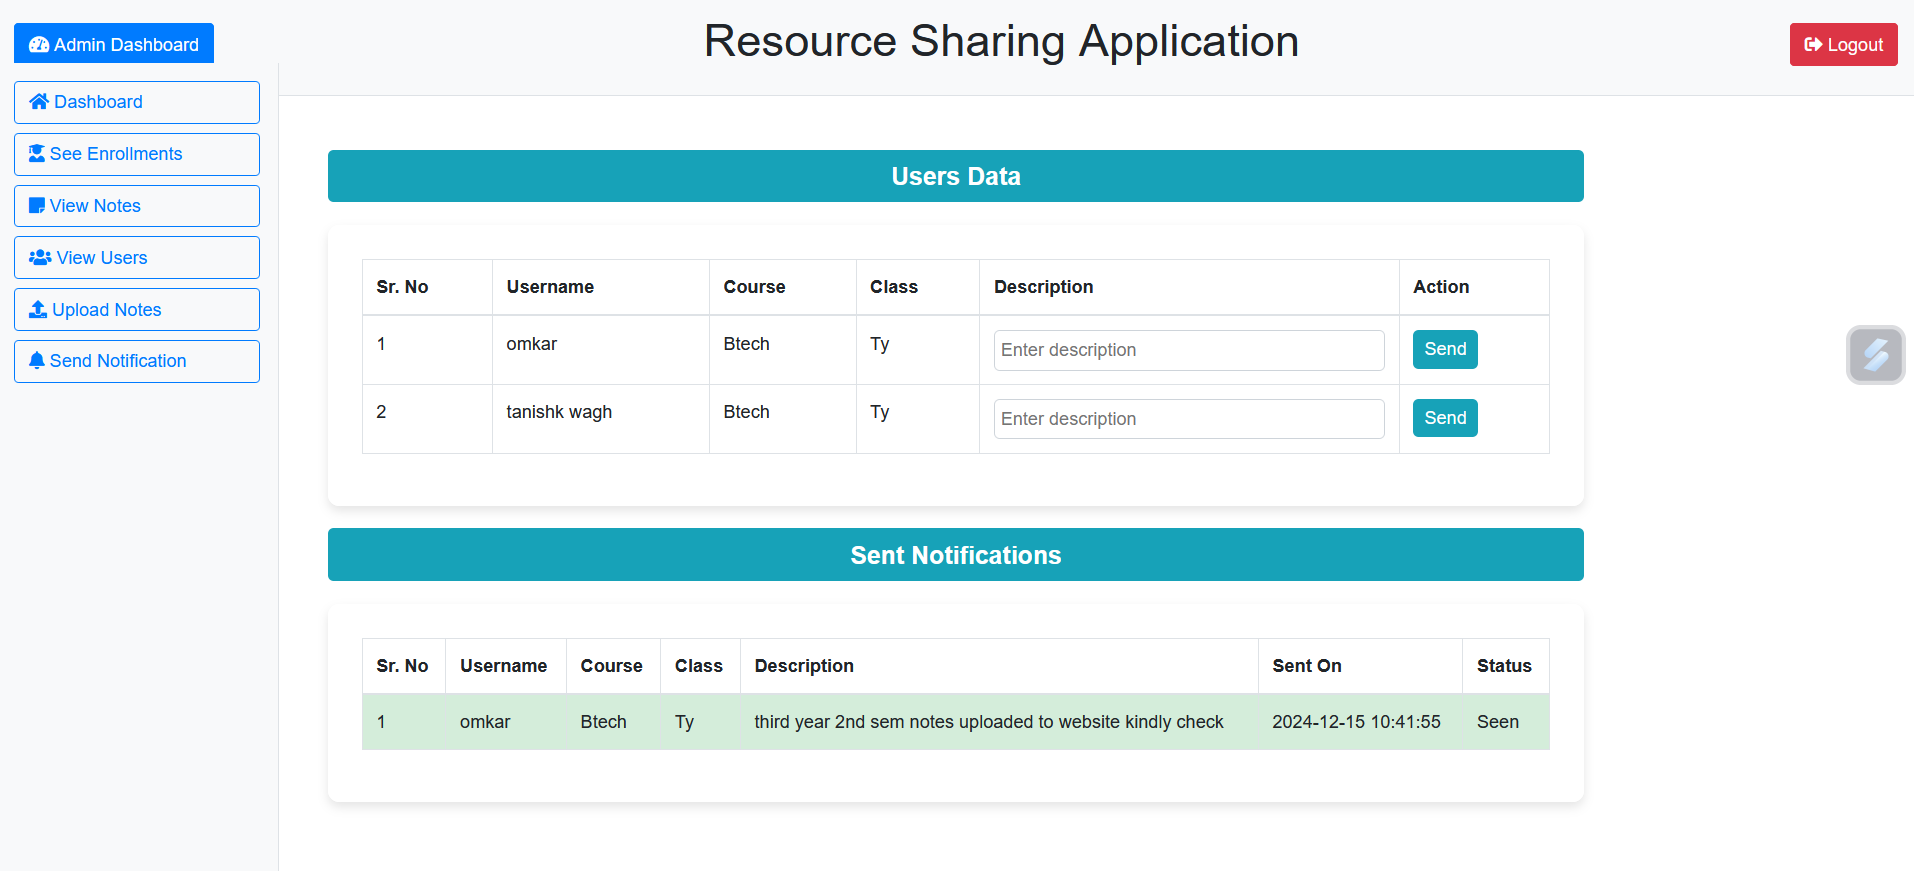 Resource Sharing Application
Admin Dashboard
Logout
Dashboard
See Enrollments
View Notes
View Users
Upload Notes
Send Notification
Users Data
Sr. No Username Course Class Description Action
1 omkar Btech Ty Enter description Send
2 tanishk wagh Btech Ty Enter description Send
Sent Notifications
Sr. No Username Course Class Description Sent On Status
1 omkar Btech Ty third year 2nd sem notes uploaded to website kindly check 2024-12-15 10:41:55 Seen